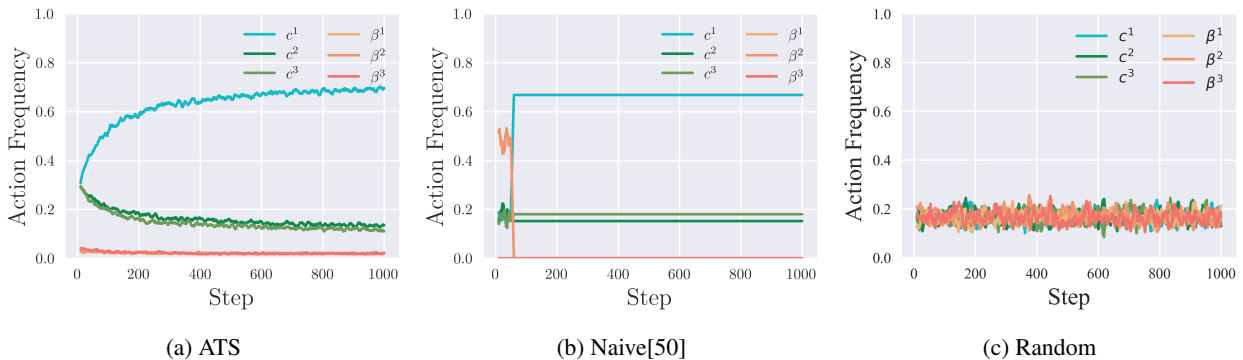 1.0
0.8
0.6
0.4
0.2
0.0
Action Frequency
c¹ β¹
c² β²
c³ β³
200 400 600 800 1000
Step
(a) ATS
1.0
0.8
0.6
0.4
0.2
0.0
Action Frequency
c¹ β¹
c² β²
c³ β³
0 200 400 600 800 1000
Step
(b) Naive[50]
1.0
0.8
0.6
0.4
0.2
0.0
Action Frequency
c¹ β¹
c² β²
c³ β³
0 200 400 600 800 1000
Step
(c) Random